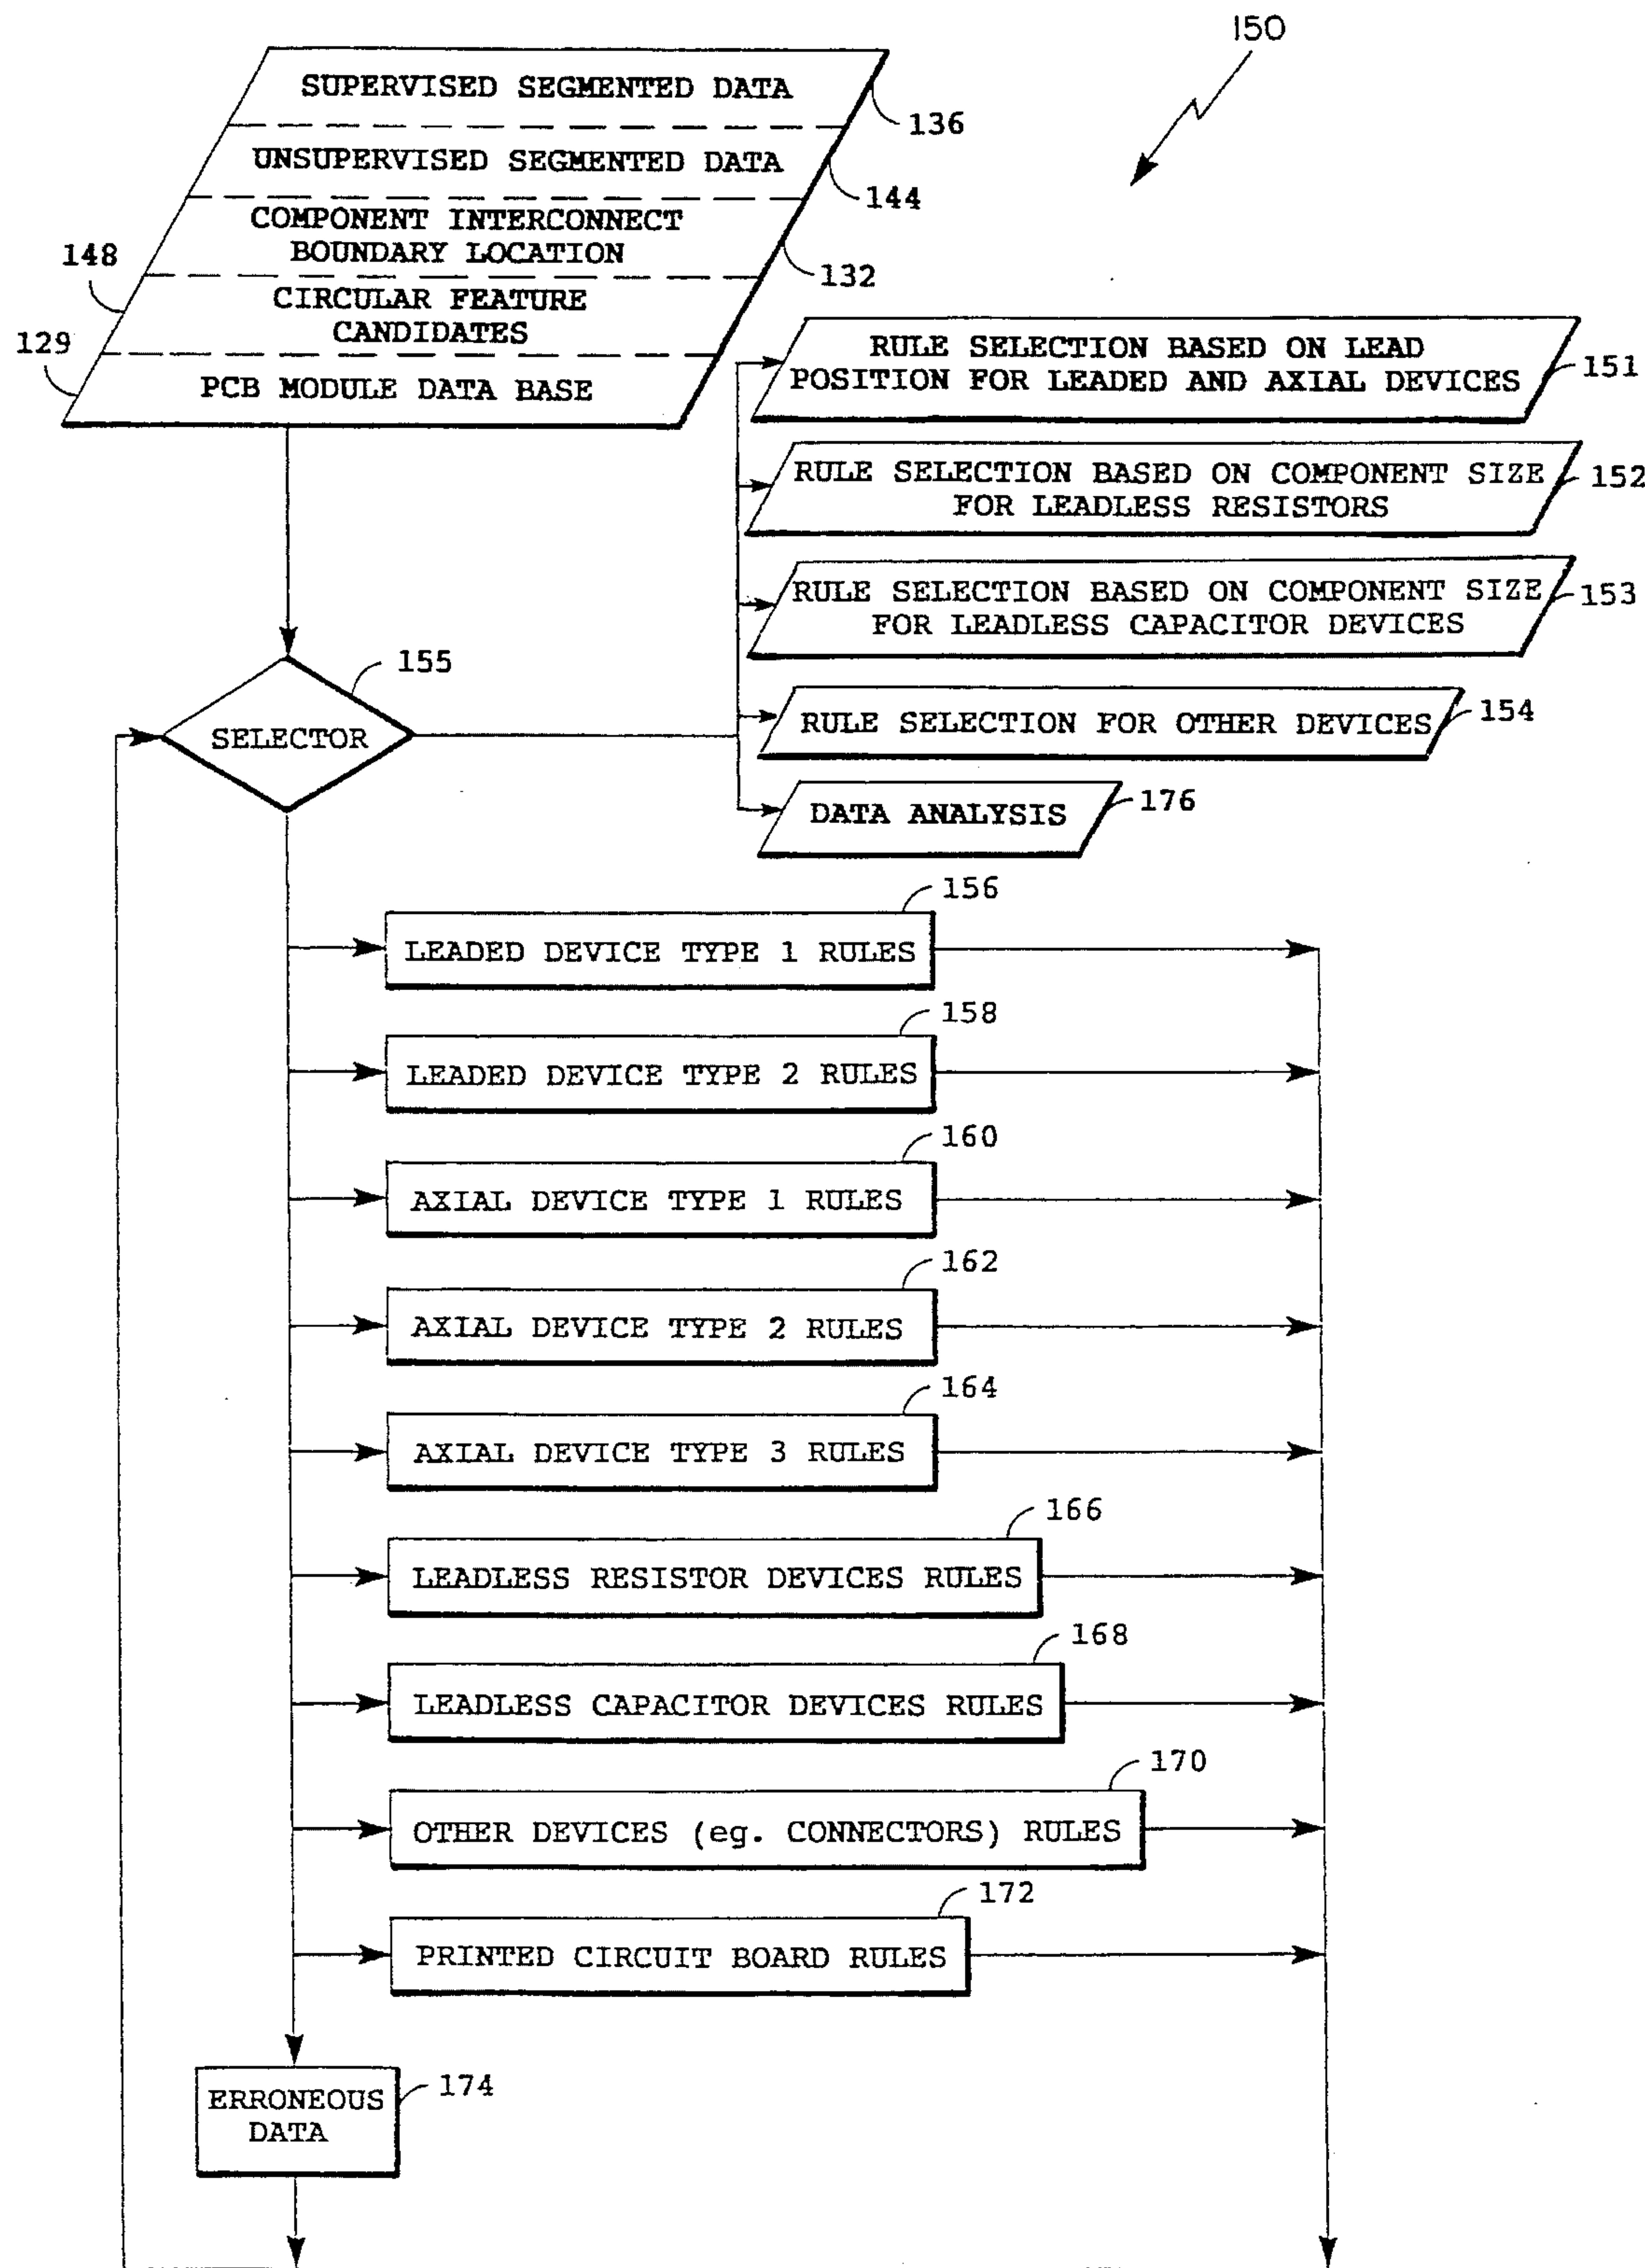 150
SUPERVISED SEGMENTED DATA
136
UNSUPERVISED SEGMENTED DATA
144
COMPONENT INTERCONNECT
BOUNDARY LOCATION
132
148
CIRCULAR FEATURE
CANDIDATES
129
PCB MODULE DATA BASE
RULE SELECTION BASED ON LEAD
POSITION FOR LEADED AND AXIAL DEVICES
151
RULE SELECTION BASED ON COMPONENT SIZE
FOR LEADLESS RESISTORS
152
RULE SELECTION BASED ON COMPONENT SIZE
FOR LEADLESS CAPACITOR DEVICES
153
155
SELECTOR
RULE SELECTION FOR OTHER DEVICES
154
DATA ANALYSIS
176
156
LEADED DEVICE TYPE 1 RULES
158
LEADED DEVICE TYPE 2 RULES
160
AXIAL DEVICE TYPE 1 RULES
162
AXIAL DEVICE TYPE 2 RULES
164
AXIAL DEVICE TYPE 3 RULES
166
LEADLESS RESISTOR DEVICES RULES
168
LEADLESS CAPACITOR DEVICES RULES
170
OTHER DEVICES (eg. CONNECTORS) RULES
172
PRINTED CIRCUIT BOARD RULES
ERRONEOUS
DATA
174